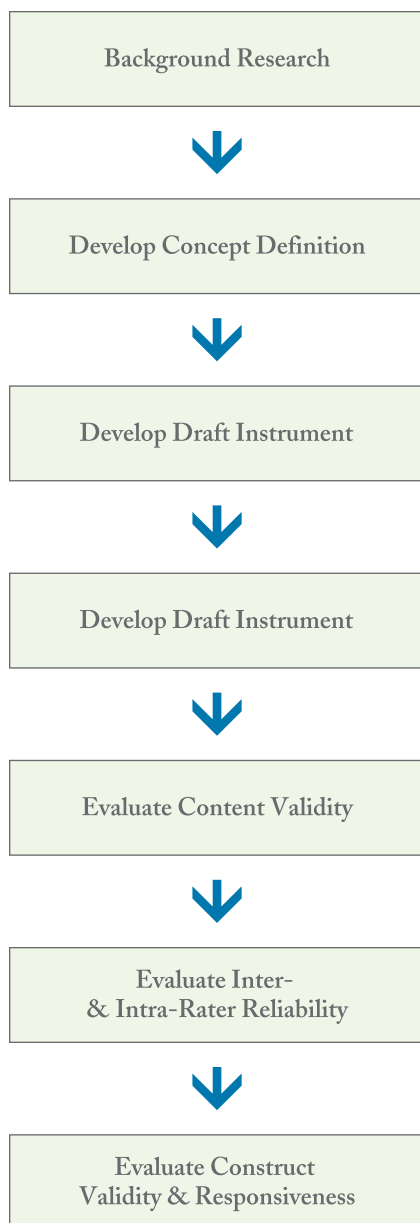 Background Research
Develop Concept Definition
Develop Draft Instrument
Develop Draft Instrument
Evaluate Content Validity
Evaluate Inter-
& Intra-Rater Reliability
Evaluate Construct
Validity & Responsiveness